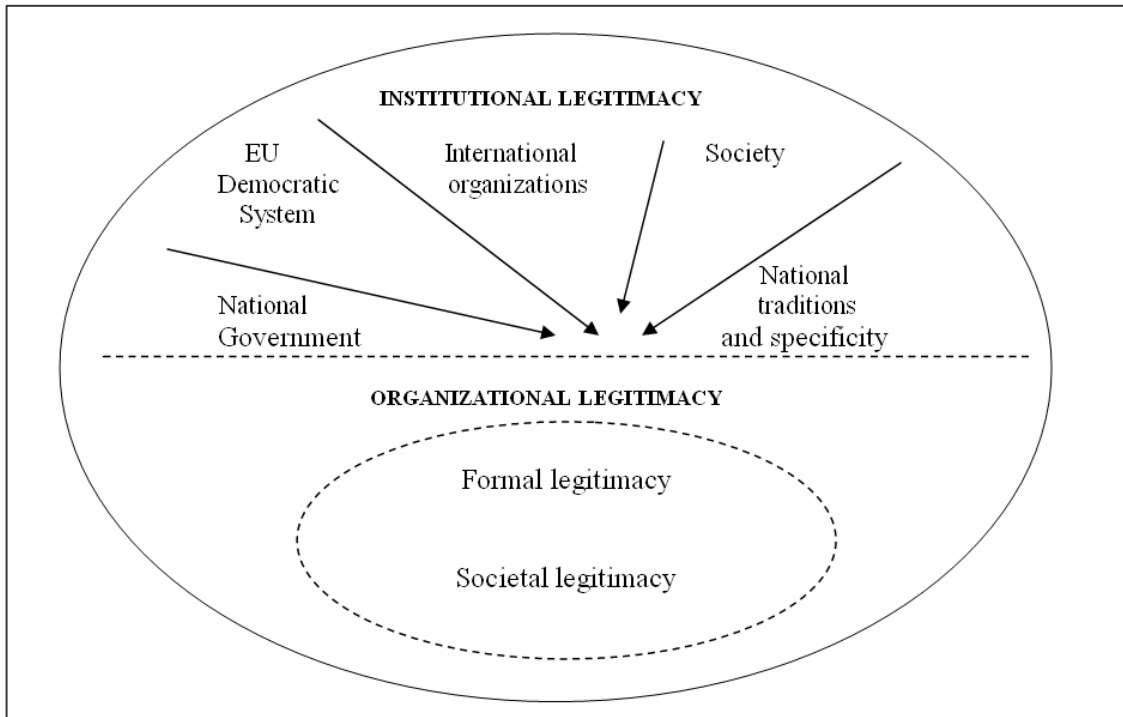 INSTITUTIONAL LEGITIMACY
EU
Democratic
System
International
organizations
Society
National
Government
National
traditions
and specificity
ORGANIZATIONAL LEGITIMACY
Formal legitimacy
Societal legitimacy